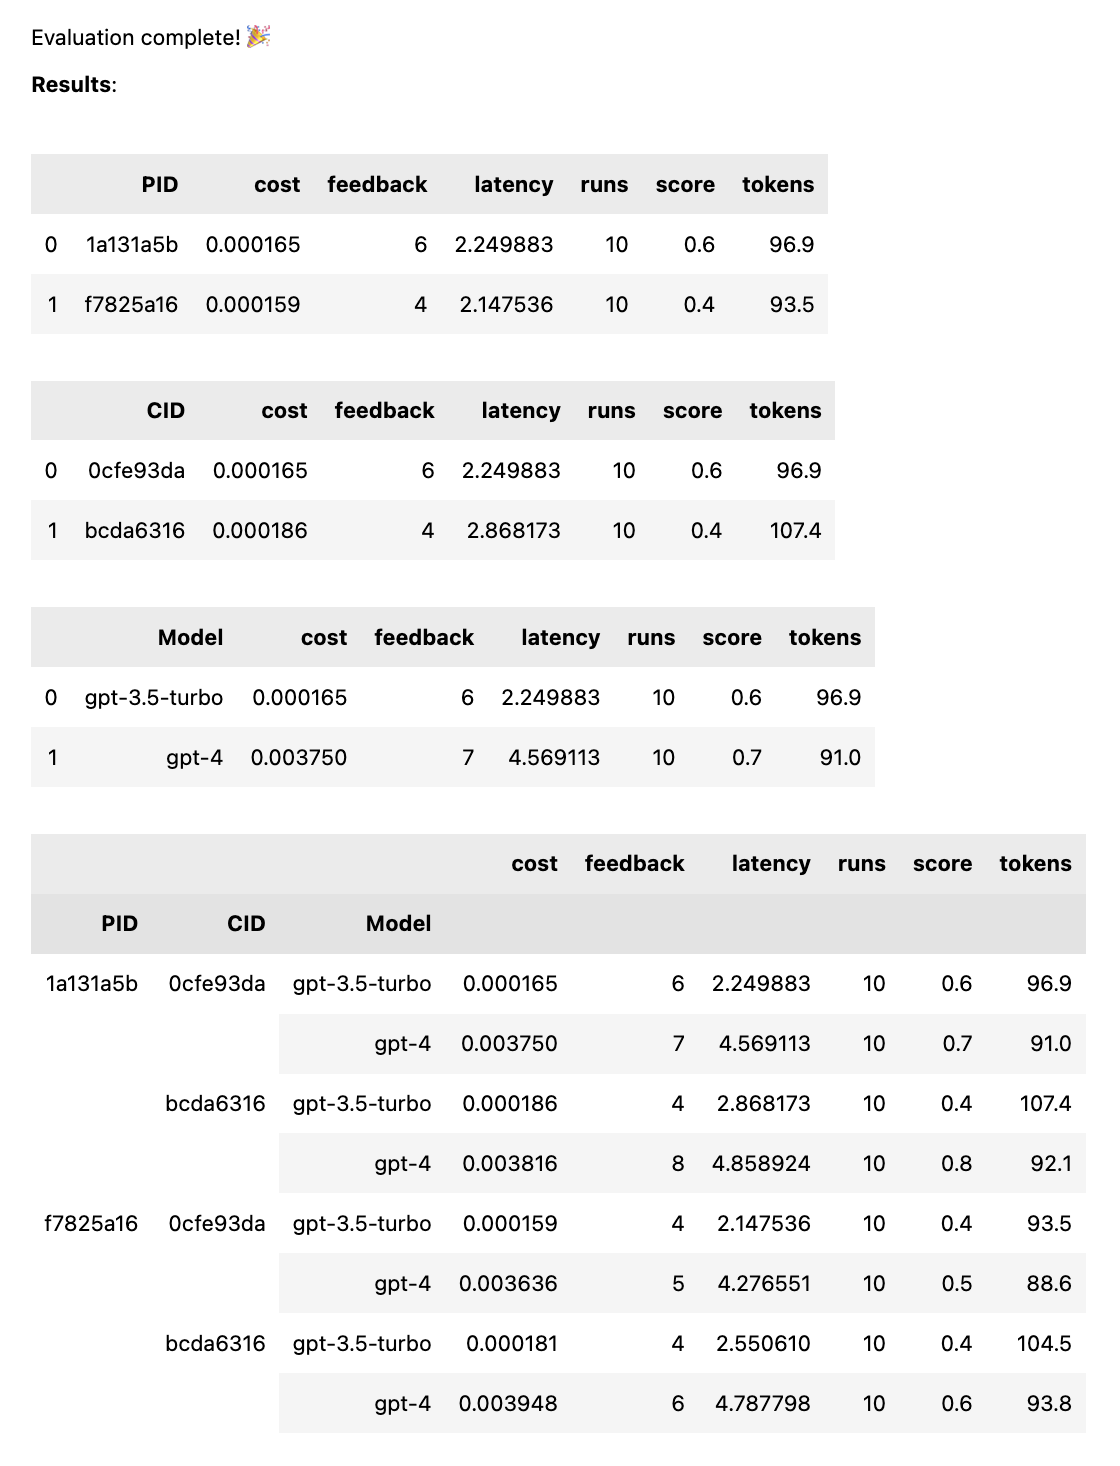 Evaluation complete! 🎉
Results:
PID cost feedback latency runs score tokens
0 1a131a5b 0.000165 6 2.249883 10 0.6 96.9
1 f7825a16 0.000159 4 2.147536 10 0.4 93.5
CID cost feedback latency runs score tokens
0 0cfe93da 0.000165 6 2.249883 10 0.6 96.9
1 bcda6316 0.000186 4 2.868173 10 0.4 107.4
Model cost feedback latency runs score tokens
0 gpt-3.5-turbo 0.000165 6 2.249883 10 0.6 96.9
1 gpt-4 0.003750 7 4.569113 10 0.7 91.0
cost feedback latency runs score tokens
PID CID Model
1a131a5b 0cfe93da gpt-3.5-turbo 0.000165 6 2.249883 10 0.6 96.9
gpt-4 0.003750 7 4.569113 10 0.7 91.0
bcda6316 gpt-3.5-turbo 0.000186 4 2.868173 10 0.4 107.4
gpt-4 0.003816 8 4.858924 10 0.8 92.1
f7825a16 0cfe93da gpt-3.5-turbo 0.000159 4 2.147536 10 0.4 93.5
gpt-4 0.003636 5 4.276551 10 0.5 88.6
bcda6316 gpt-3.5-turbo 0.000181 4 2.550610 10 0.4 104.5
gpt-4 0.003948 6 4.787798 10 0.6 93.8